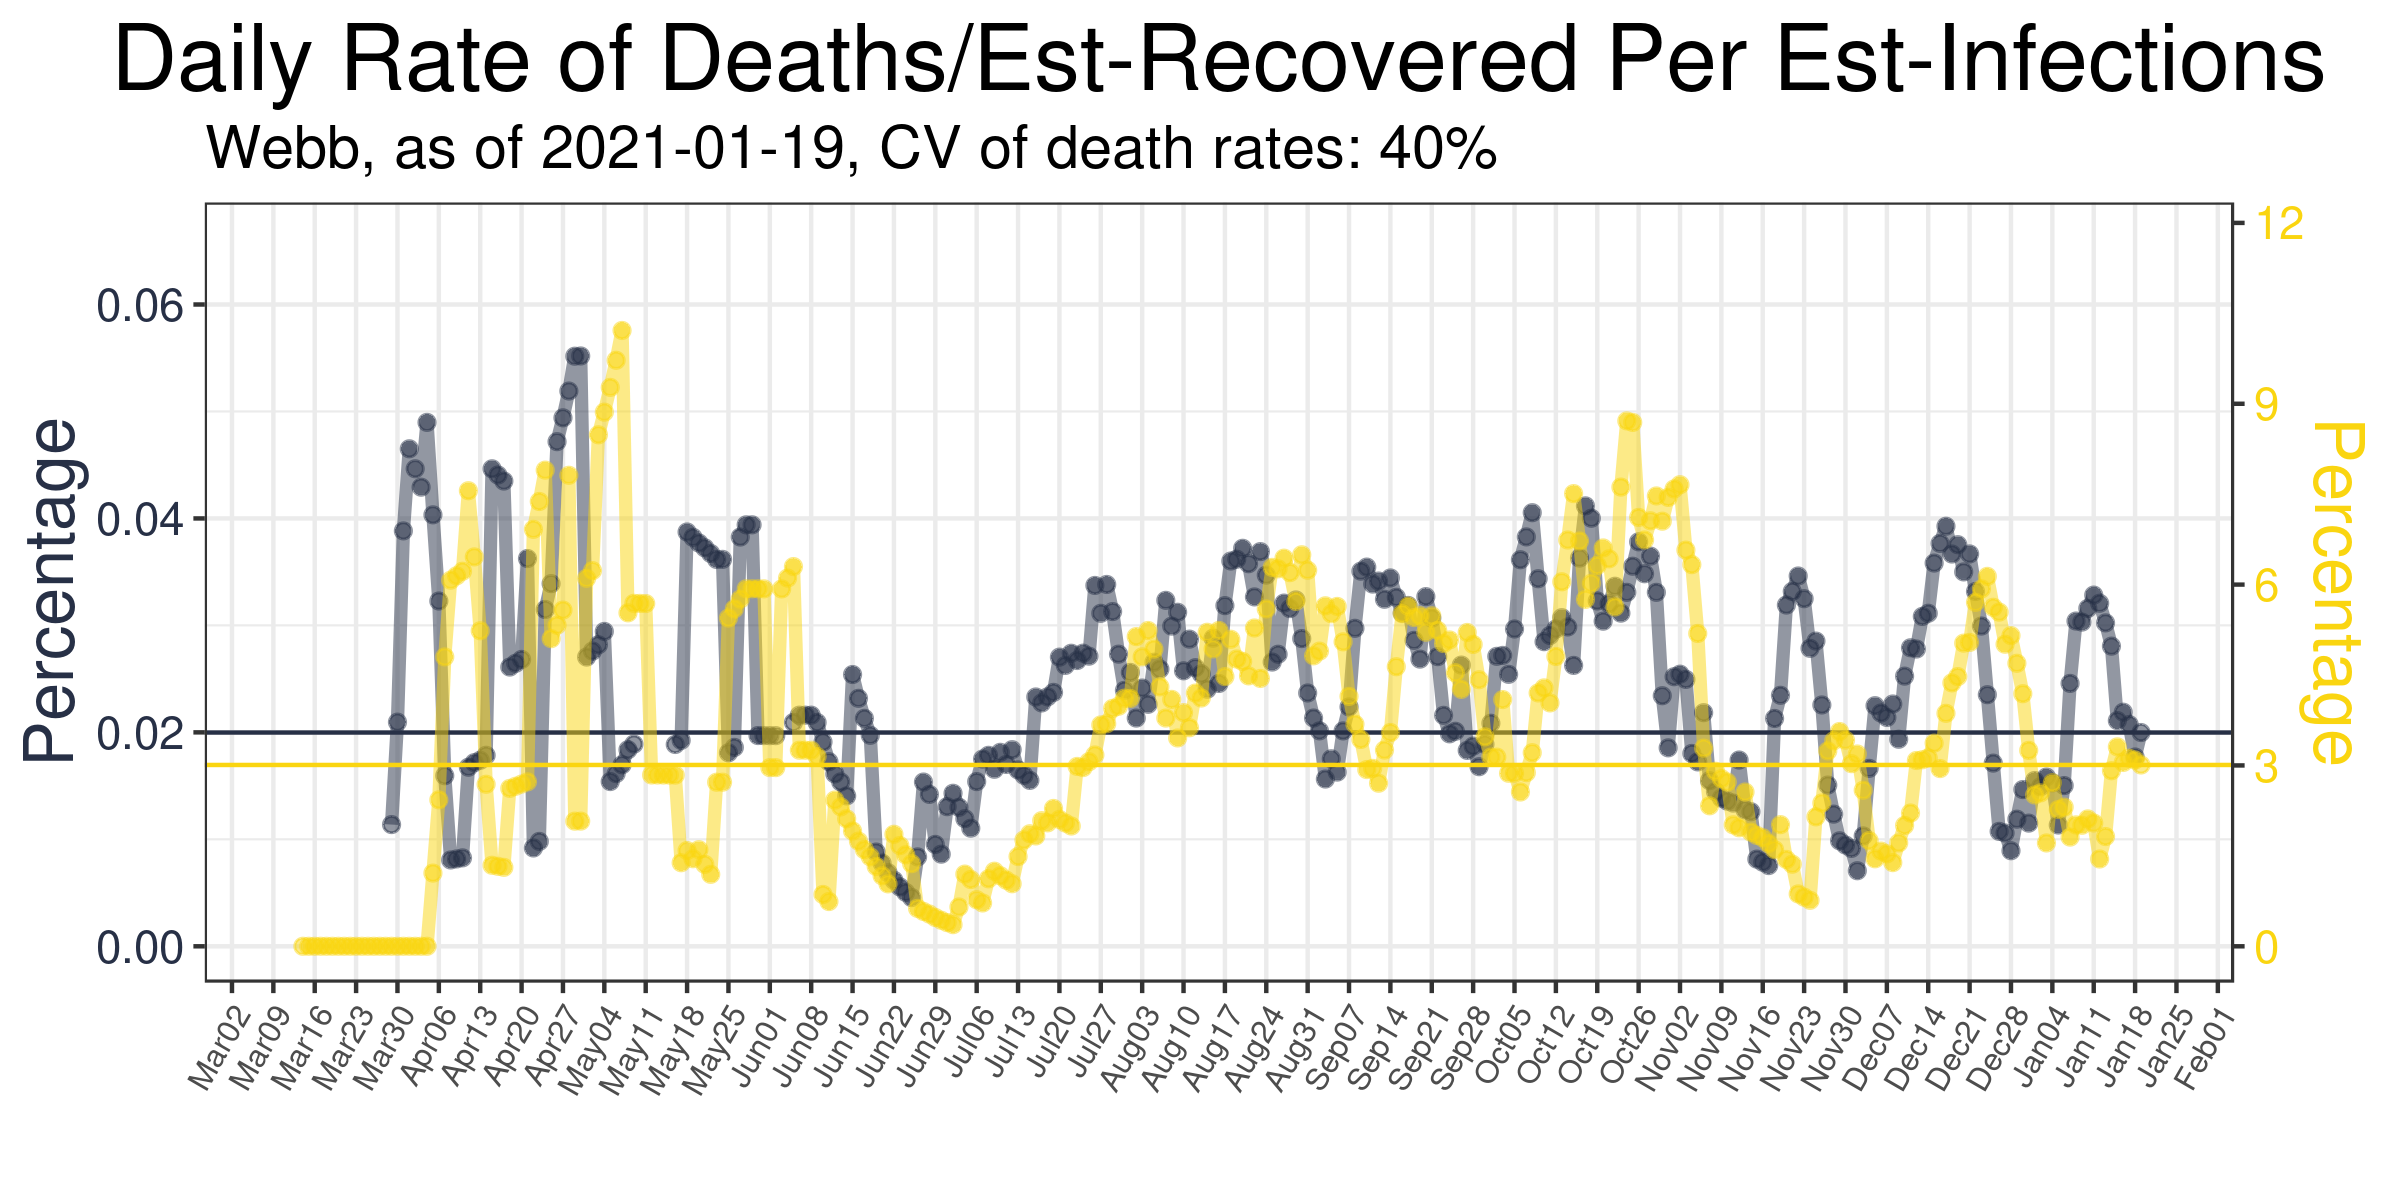 Daily Rate of Deaths/Est-Recovered Per Est-Infections
Webb, as of 2021-01-19, CV of death rates: 40%
Percentage
0.06
0.04
0.02
0.00
12
9
6
3
0
Percentage
Mar02
Mar09
Mar16
Mar23
Mar30
Apr06
Apr13
Apr20
Apr27
May04
May11
May18
May25
Jun01
Jun08
Jun15
Jun22
Jun29
Jul06
Jul13
Jul20
Jul27
Aug03
Aug10
Aug17
Aug24
Aug31
Sep07
Sep14
Sep21
Sep28
Oct05
Oct12
Oct19
Oct26
Nov02
Nov09
Nov16
Nov23
Nov30
Dec07
Dec14
Dec21
Dec28
Jan04
Jan11
Jan18
Jan25
Feb01